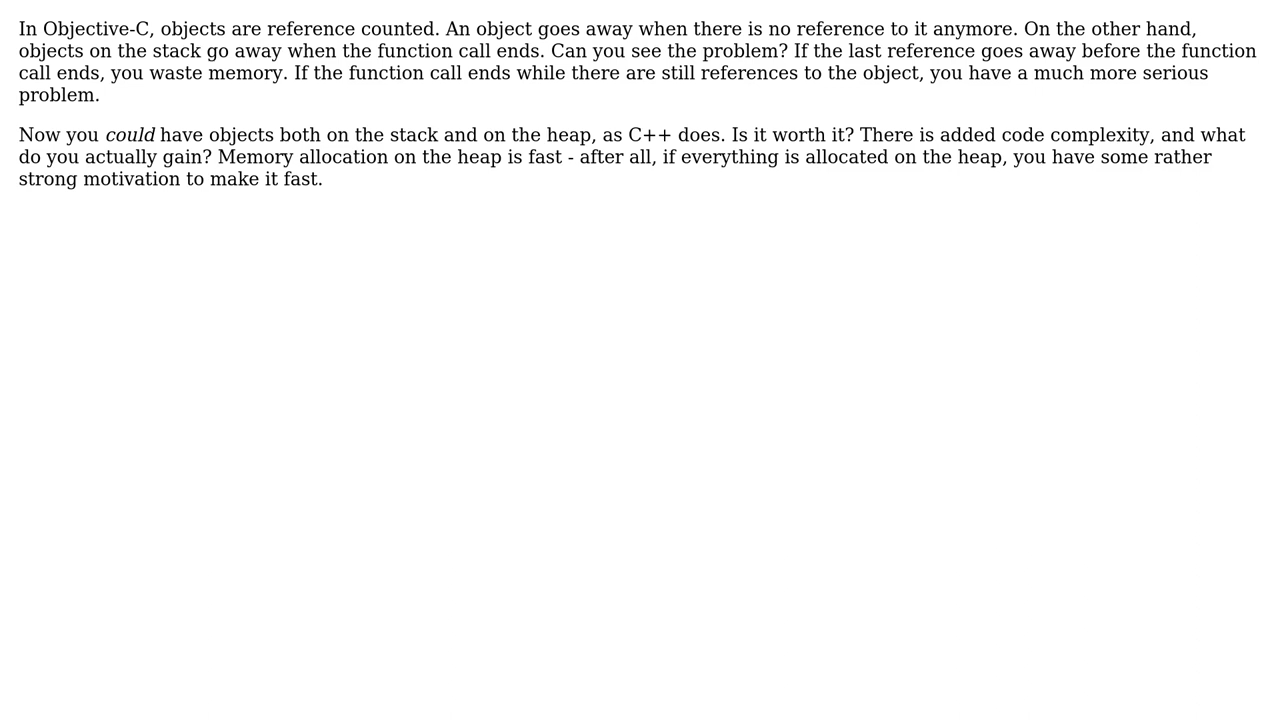 In Objective-C, objects are reference counted. An object goes away when there is no reference to it anymore. On the other hand,
objects on the stack go away when the function call ends. Can you see the problem? If the last reference goes away before the function
call ends, you waste memory. If the function call ends while there are still references to the object, you have a much more serious
problem.
Now you could have objects both on the stack and on the heap, as C++ does. Is it worth it? There is added code complexity, and what
do you actually gain? Memory allocation on the heap is fast - after all, if everything is allocated on the heap, you have some rather
strong motivation to make it fast.